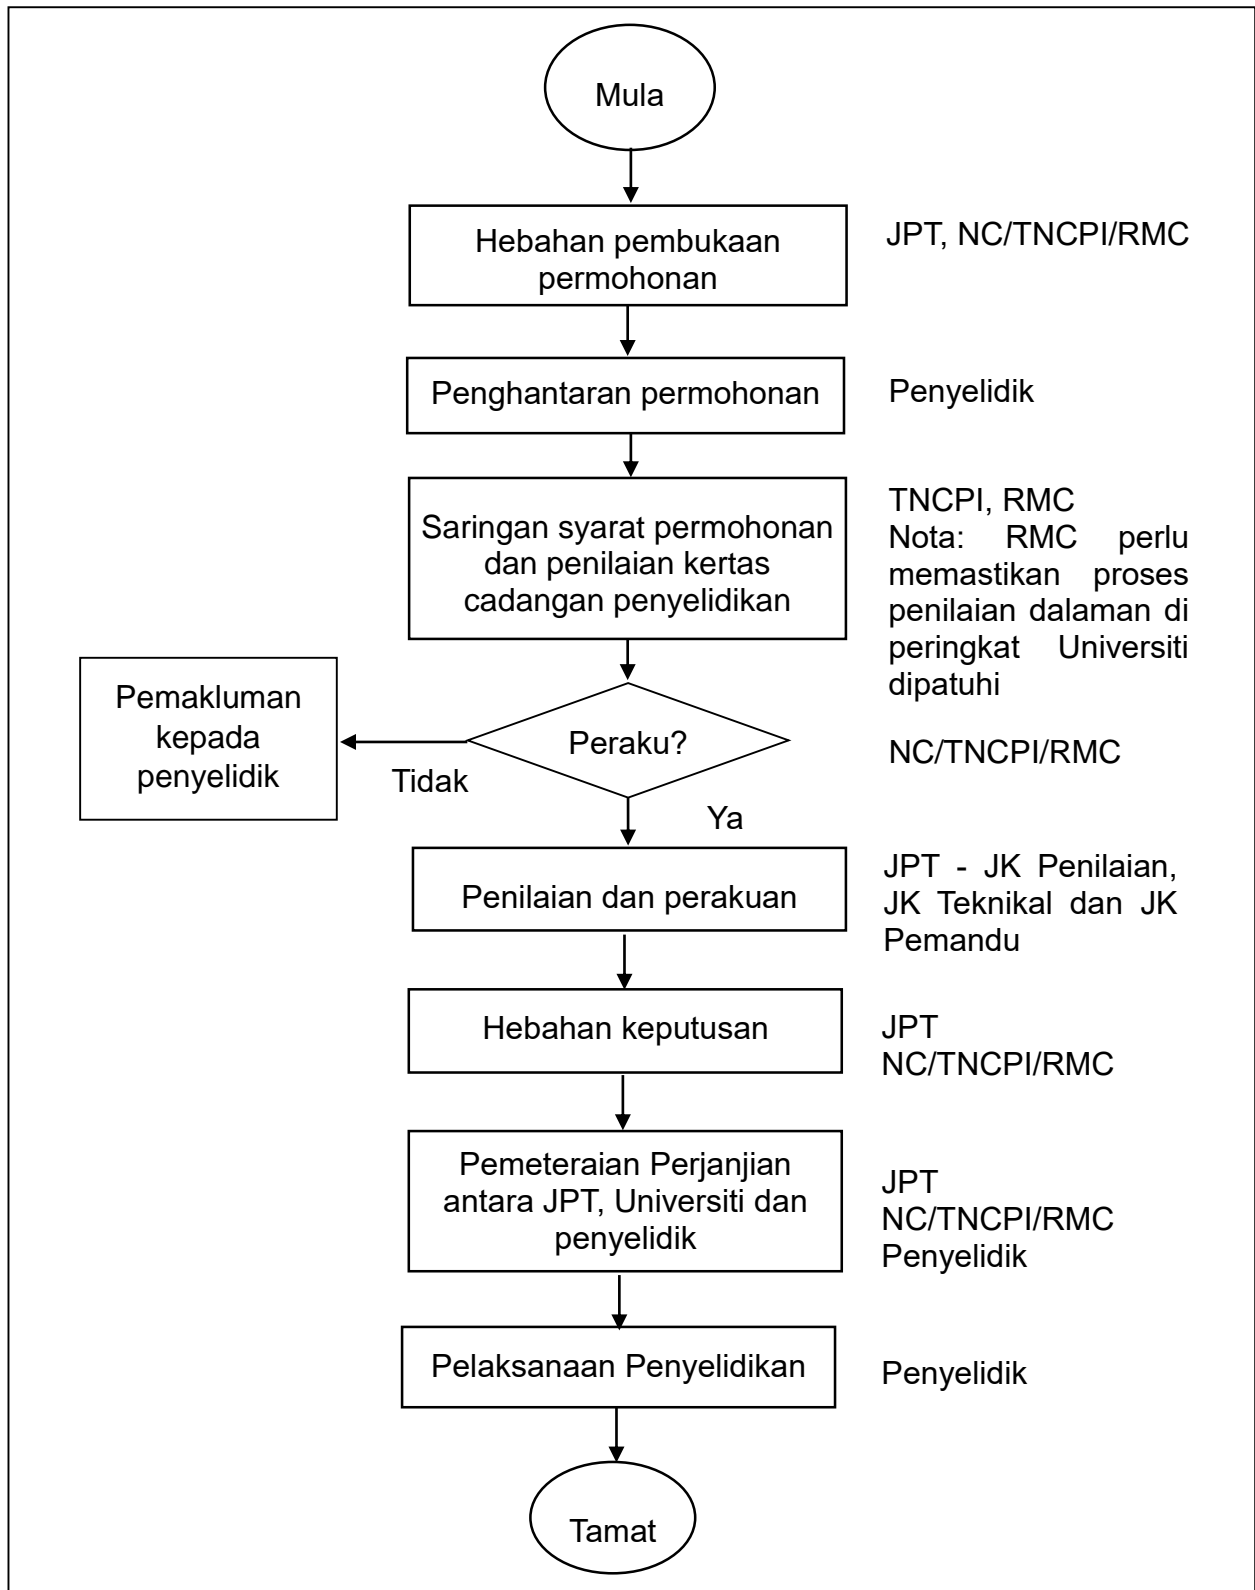 Mula
Hebahan pembukaan
permohonan
JPT, NC/TNCPI/RMC
Penghantaran permohonan
Penyelidik
Saringan syarat permohonan
dan penilaian kertas
cadangan penyelidikan
TNCPI, RMC
Nota: RMC perlu
memastikan proses
penilaian dalaman di
peringkat Universiti
dipatuhi
Pemakluman
kepada
penyelidik
Tidak
Peraku?
NC/TNCPI/RMC
Ya
Penilaian dan perakuan
JPT - JK Penilaian,
JK Teknikal dan JK
Pemandu
Hebahan keputusan
JPT
NC/TNCPI/RMC
Pemeteraian Perjanjian
antara JPT, Universiti dan
penyelidik
JPT
NC/TNCPI/RMC
Penyelidik
Pelaksanaan Penyelidikan
Penyelidik
Tamat